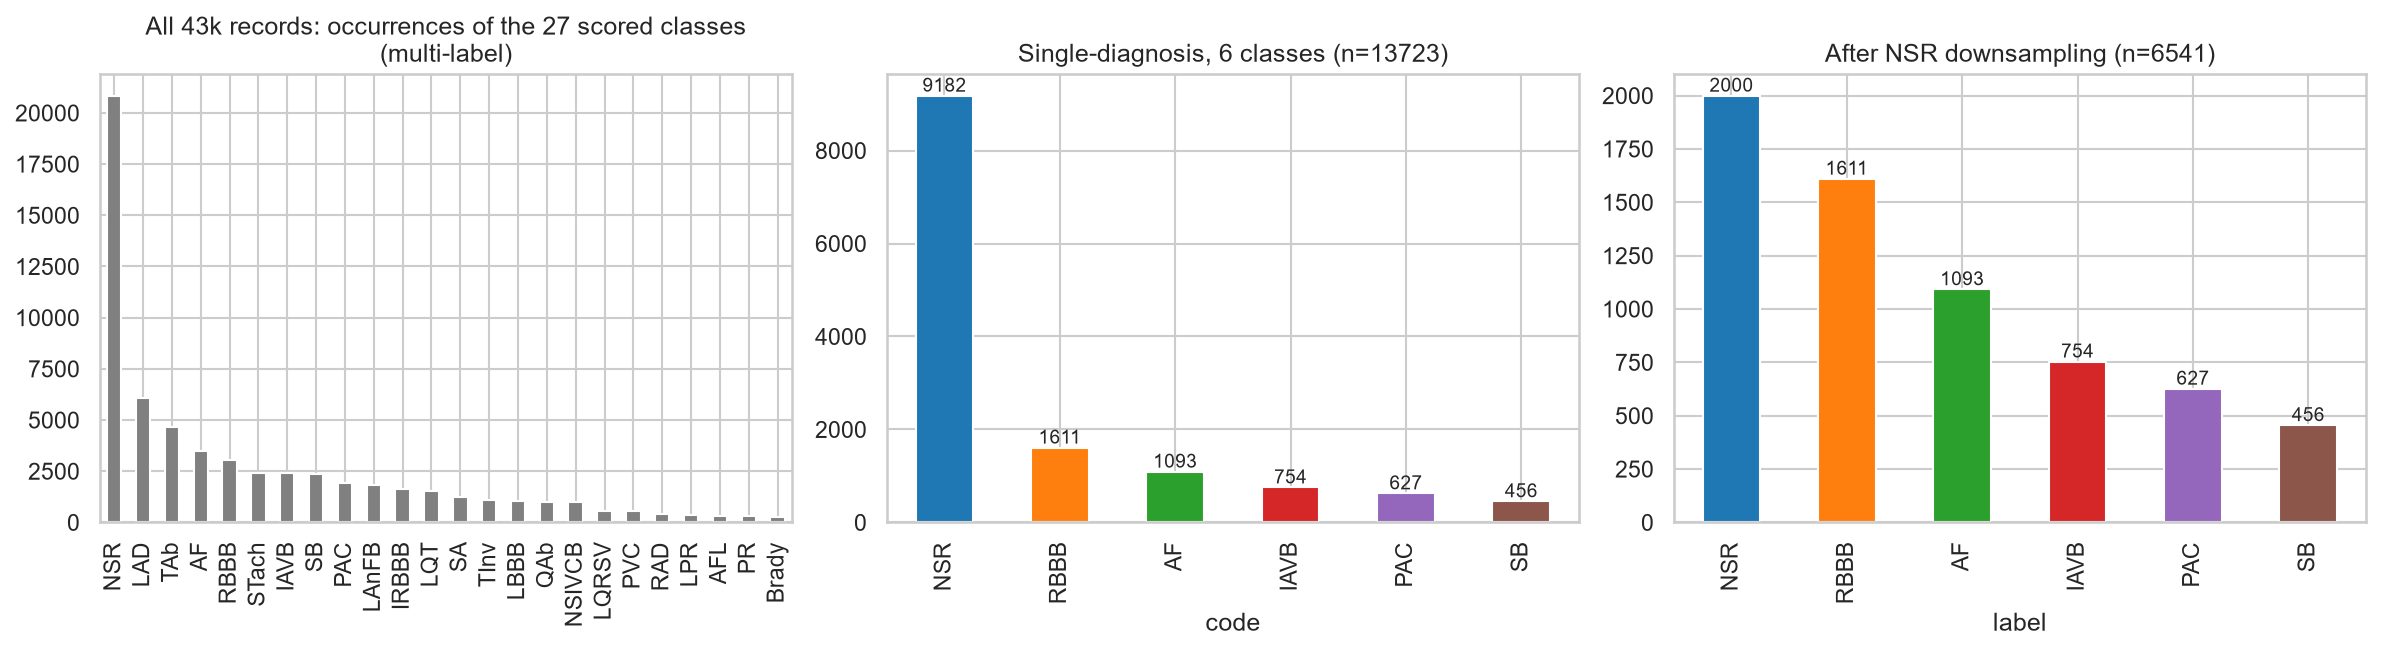 All 43k records: occurrences of the 27 scored classes
(multi-label)
20000
17500
15000
12500
10000
7500
5000
2500
0
NSR
LAD
TAb
AF
RBBB
STach
IAVB
SB
PAC
LAnFB
IRBBB
LQT
SA
TInv
LBBB
QAb
NSIVCB
LQRSV
PVC
RAD
LPR
AFL
PR
Brady
Single-diagnosis, 6 classes (n=13723)
8000
6000
4000
2000
0
9182
1611
1093
754
627
456
NSR
RBBB
AF
IAVB
PAC
SB
code
After NSR downsampling (n=6541)
2000
1750
1500
1250
1000
750
500
250
0
2000
1611
1093
754
627
456
NSR
RBBB
AF
IAVB
PAC
SB
label